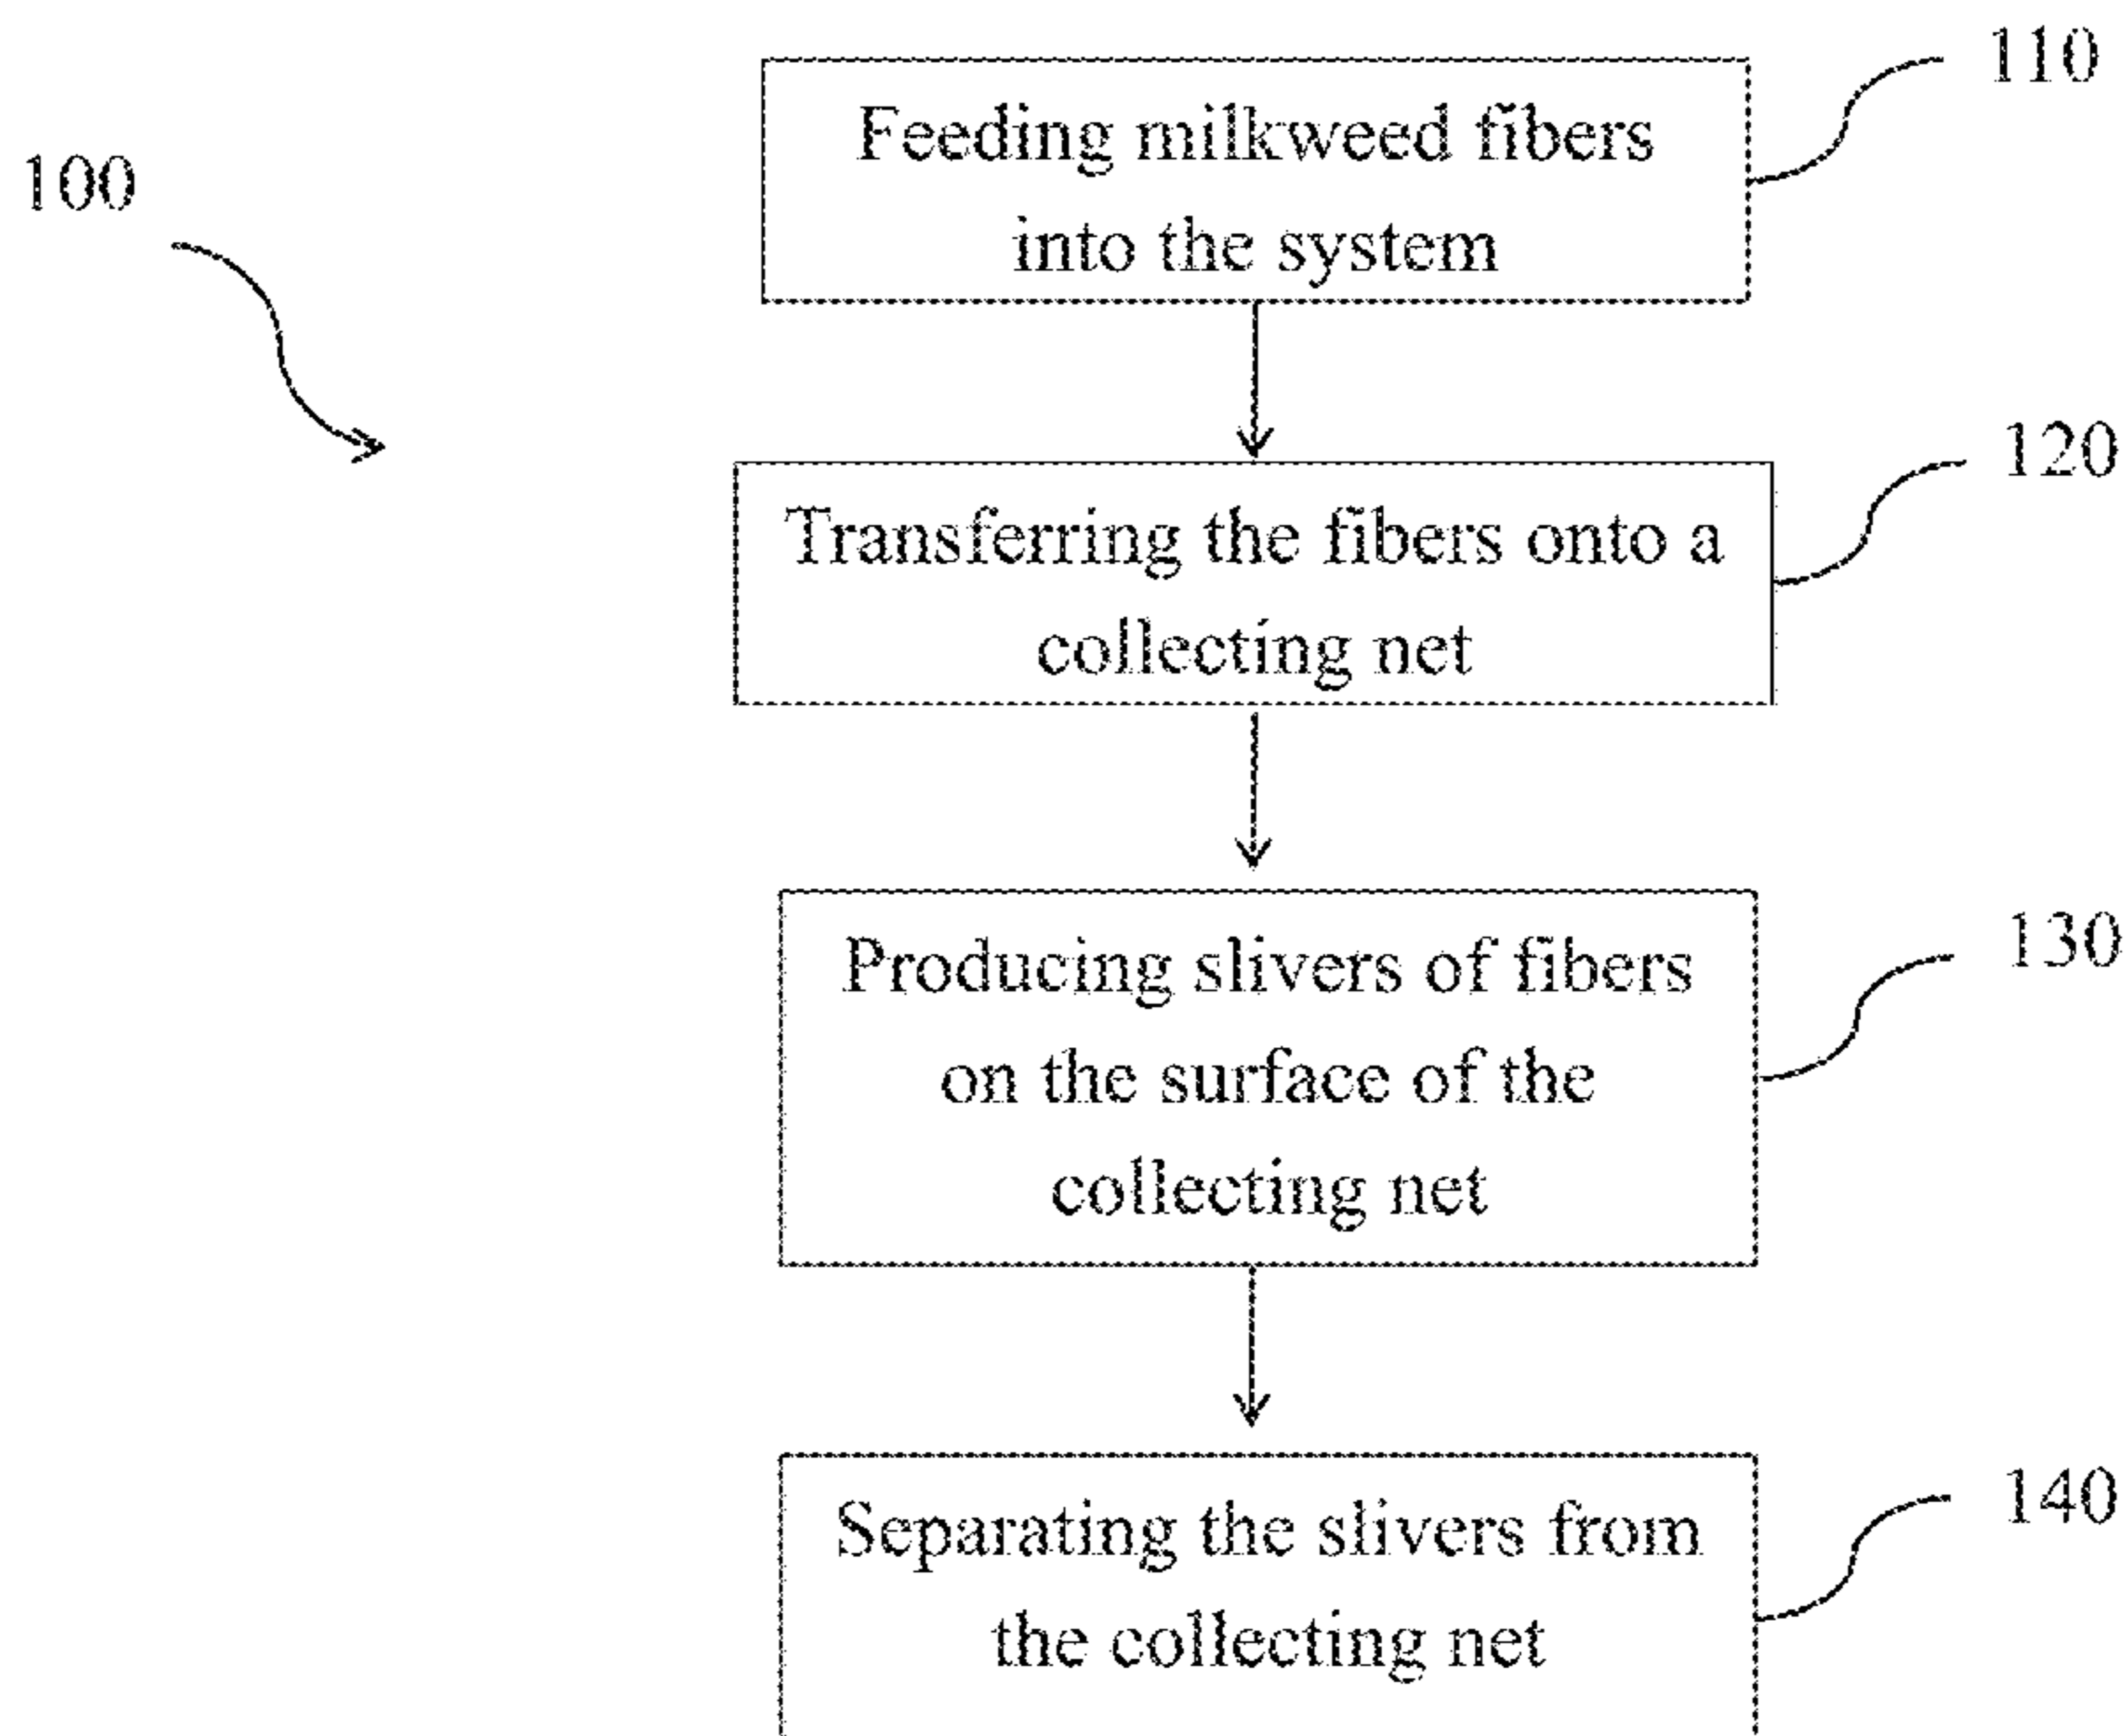 110
Feeding milkweed fibers
into the system
100
120
Transferring the fibers onto a
collecting net
130
Producing slivers of fibers
on the surface of the
collecting net
140
Separating the slivers from
the collecting net